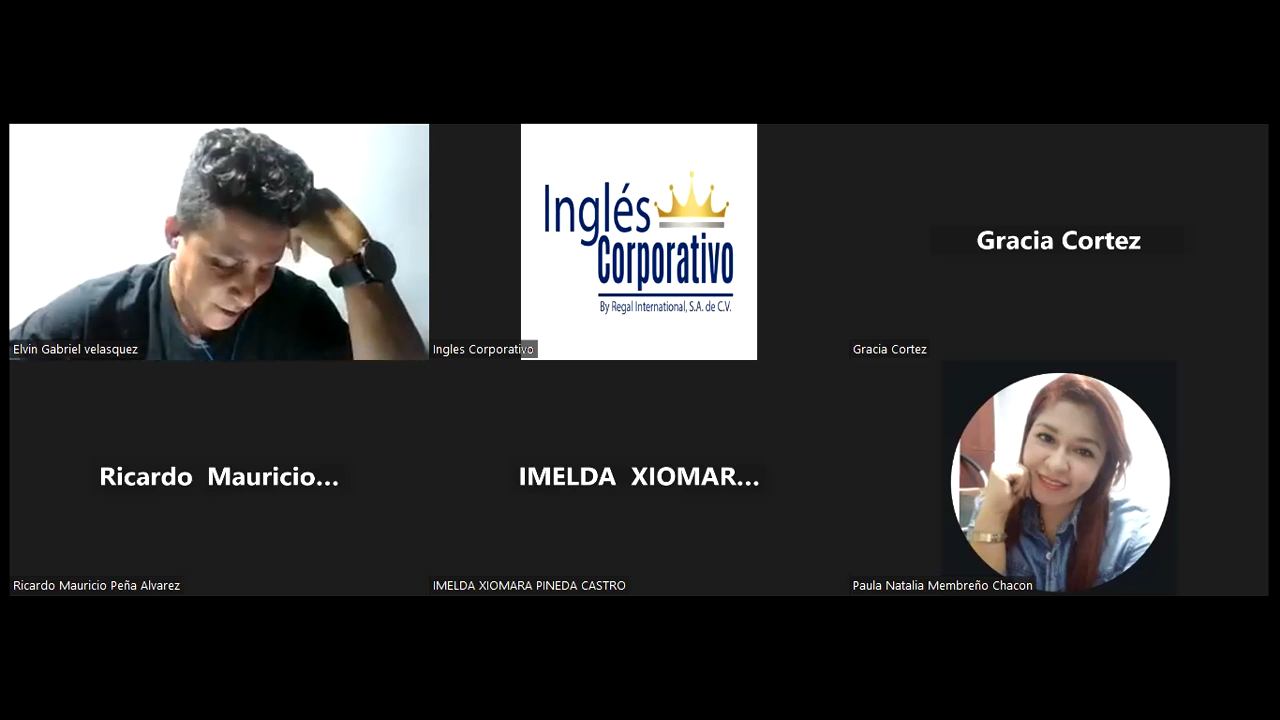 Elvin Gabriel velasquez
Inglés
Corporativo
By Regal International, S.A. de C.V.
Ingles Corporativo
Gracia Cortez
Gracia Cortez
Ricardo Mauricio...
Ricardo Mauricio Peña Alvarez
IMELDA XIOMAR...
IMELDA XIOMARA PINEDA CASTRO
Paula Natalia Membreño Chacon